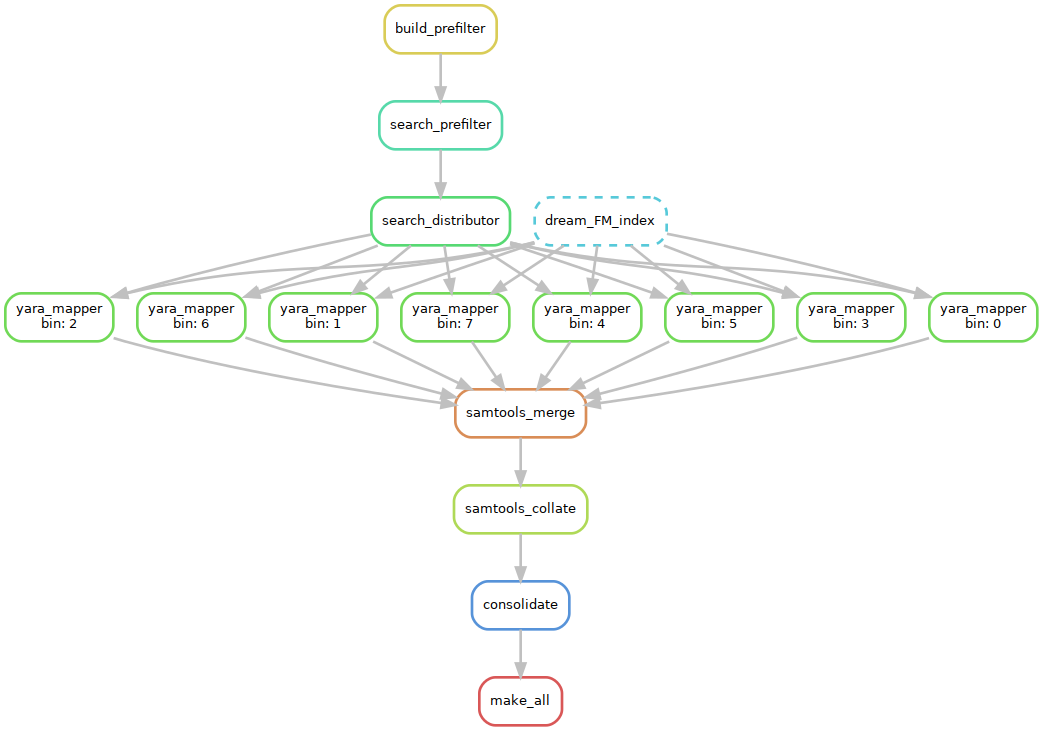 build_prefilter
search_prefilter
search_distributor
dream_FM_index
yara_mapper
bin: 2
yara_mapper
bin: 6
yara_mapper
bin: 1
yara_mapper
bin: 7
yara_mapper
bin: 4
yara_mapper
bin: 5
yara_mapper
bin: 3
yara_mapper
bin: 0
samtools_merge
samtools_collate
consolidate
make_all